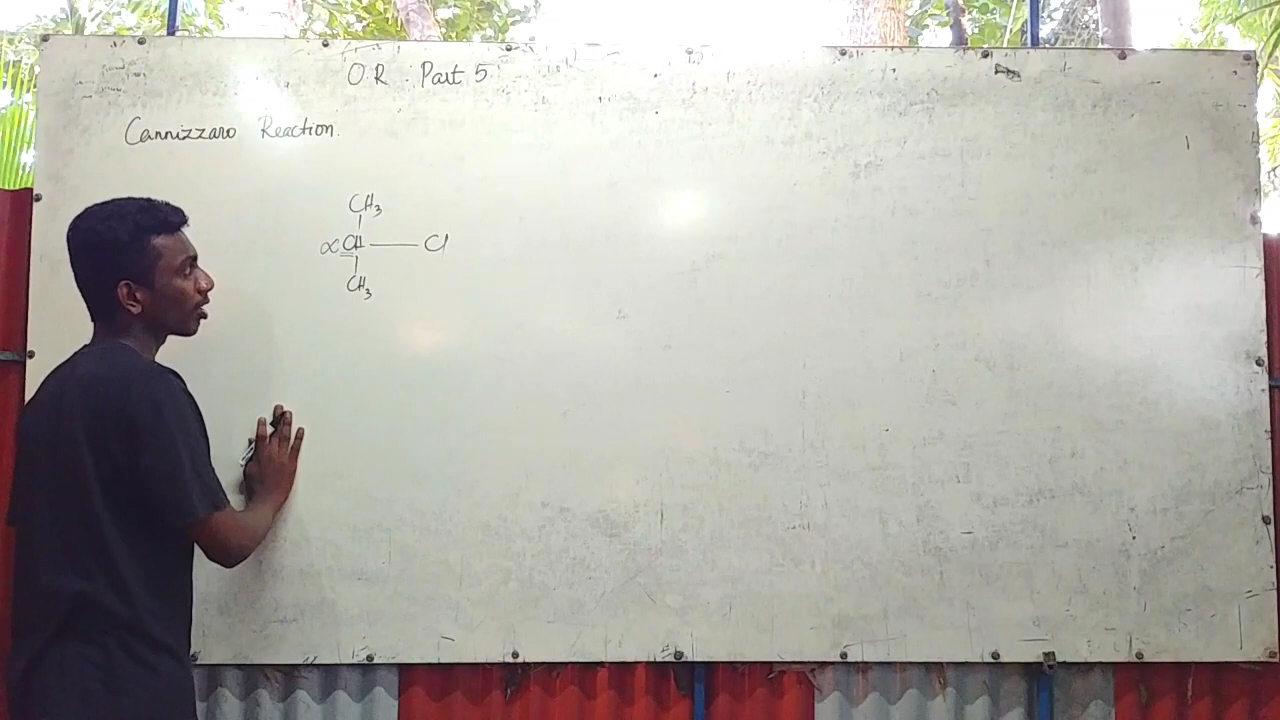 O.R : Part 5
Cannizzaro Reaction.
CH₃
∝CH — Cl
CH₃